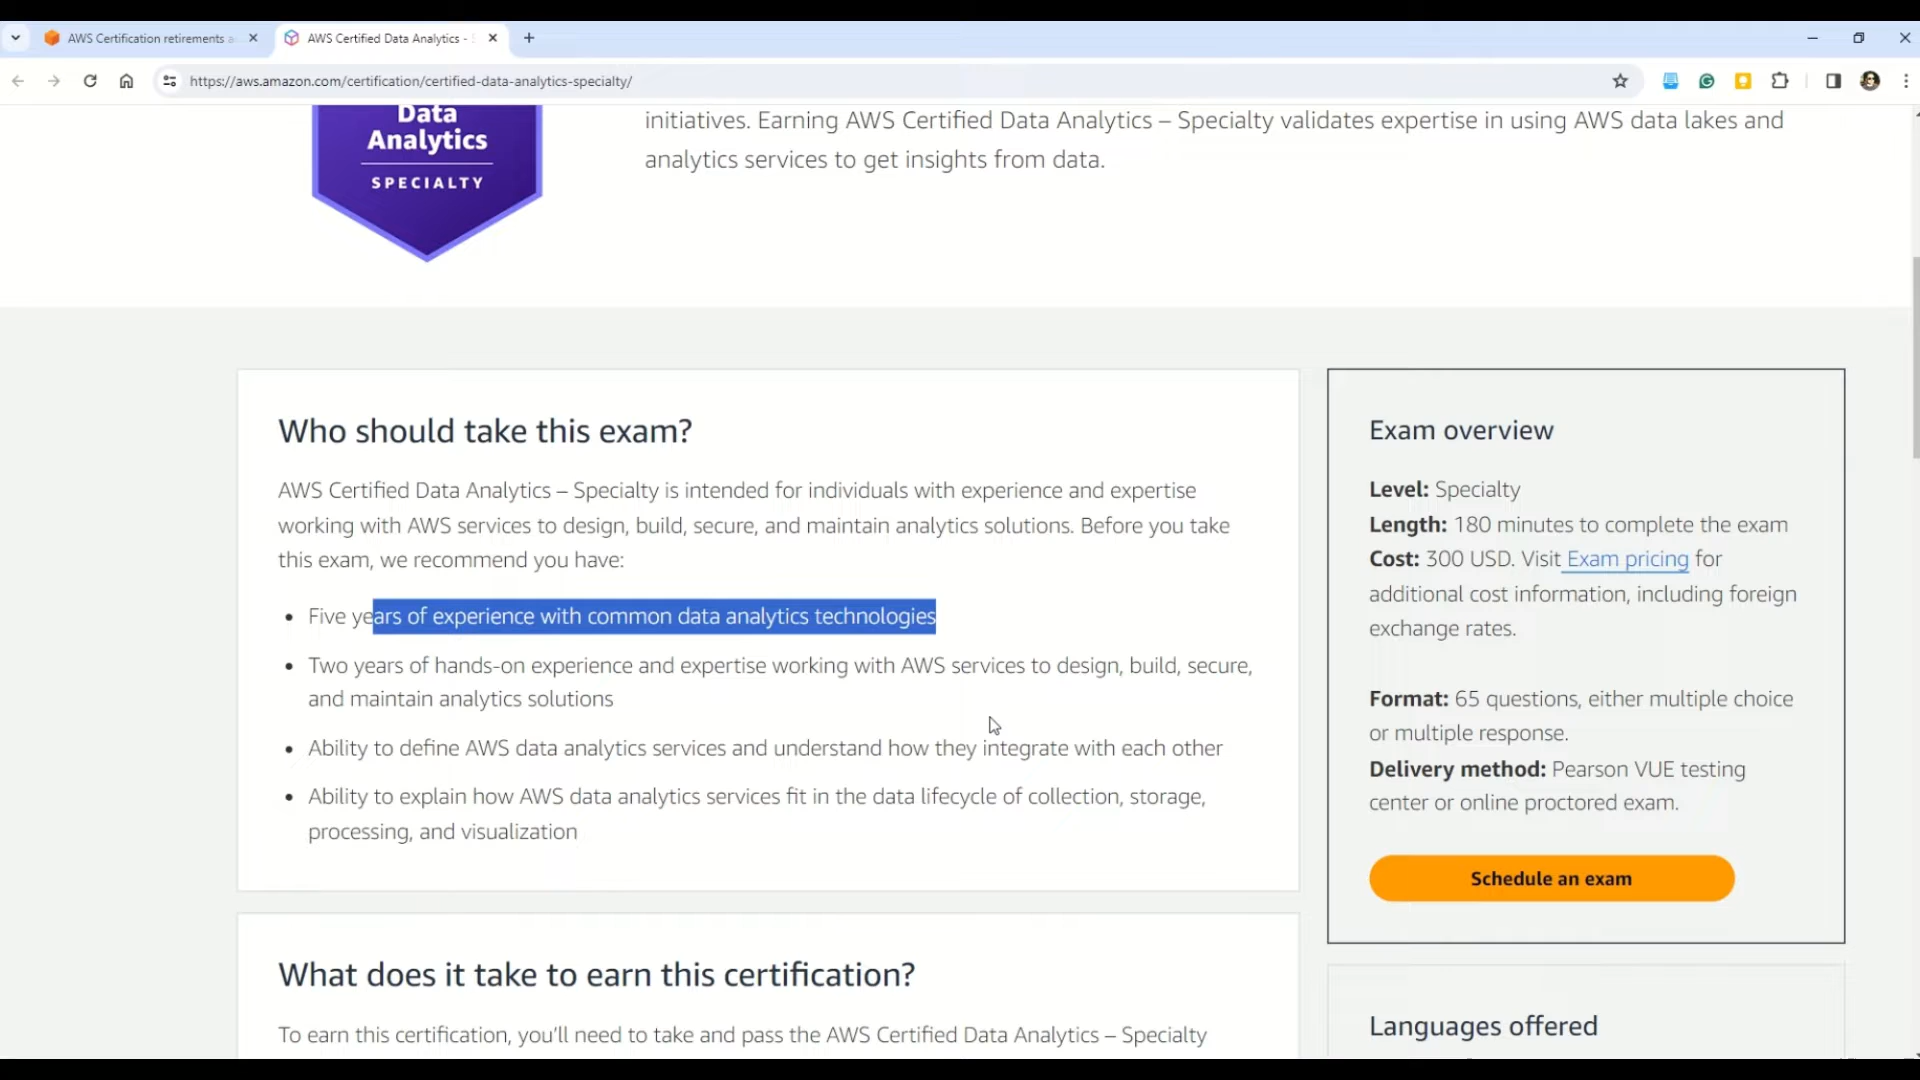 AWS Certification retirements a
AWS Certified Data Analytics -
https://aws.amazon.com/certification/certified-data-analytics-specialty/
Data
Analytics
SPECIALTY
initiatives. Earning AWS Certified Data Analytics – Specialty validates expertise in using AWS data lakes and
analytics services to get insights from data.
Who should take this exam?
AWS Certified Data Analytics – Specialty is intended for individuals with experience and expertise
working with AWS services to design, build, secure, and maintain analytics solutions. Before you take
this exam, we recommend you have:
• Five years of experience with common data analytics technologies
• Two years of hands-on experience and expertise working with AWS services to design, build, secure,
and maintain analytics solutions
• Ability to define AWS data analytics services and understand how they integrate with each other
• Ability to explain how AWS data analytics services fit in the data lifecycle of collection, storage,
processing, and visualization
What does it take to earn this certification?
To earn this certification, you’ll need to take and pass the AWS Certified Data Analytics – Specialty
Exam overview
Level: Specialty
Length: 180 minutes to complete the exam
Cost: 300 USD. Visit Exam pricing for
additional cost information, including foreign
exchange rates.
Format: 65 questions, either multiple choice
or multiple response.
Delivery method: Pearson VUE testing
center or online proctored exam.
Schedule an exam
Languages offered